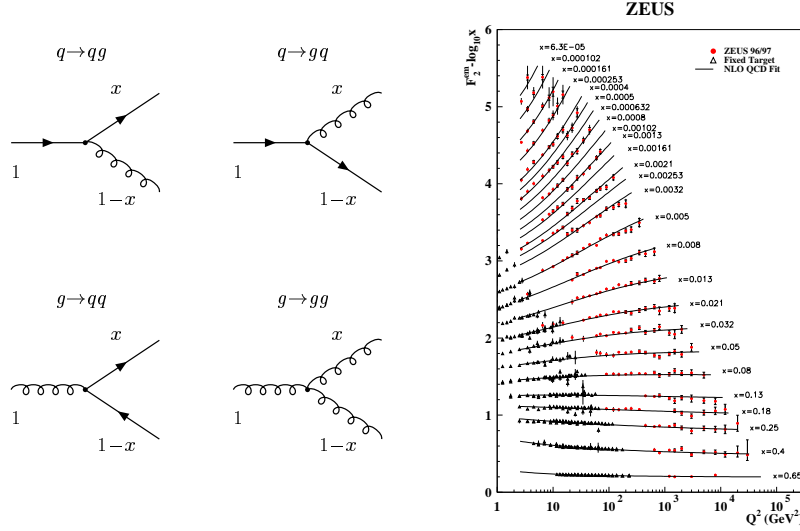 q→qg
x
1
1−x
q→gq
x
1
1−x
g→qq
x
1
1−x
g→gg
x
1
1−x
ZEUS
F₂ᵉᵐ-log₁₀x
6
5
4
3
2
1
0
x=6.3E-05
x=0.000102
x=0.000161
x=0.000253
x=0.0004
x=0.0005
x=0.000632
x=0.0008
x=0.00102
x=0.0013
x=0.00161
x=0.0021
x=0.00253
x=0.0032
x=0.005
x=0.008
x=0.013
x=0.021
x=0.032
x=0.05
x=0.08
x=0.13
x=0.18
x=0.25
x=0.4
x=0.65
ZEUS 96/97
Fixed Target
NLO QCD Fit
1 10 10² 10³ 10⁴ 10⁵
Q² (GeV²